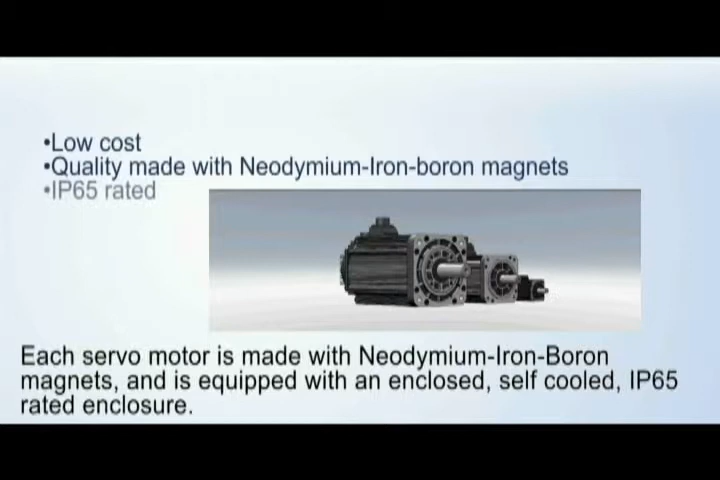 •Low cost
•Quality made with Neodymium-Iron-boron magnets
•IP65 rated
Each servo motor is made with Neodymium-Iron-Boron
magnets, and is equipped with an enclosed, self cooled, IP65
rated enclosure.